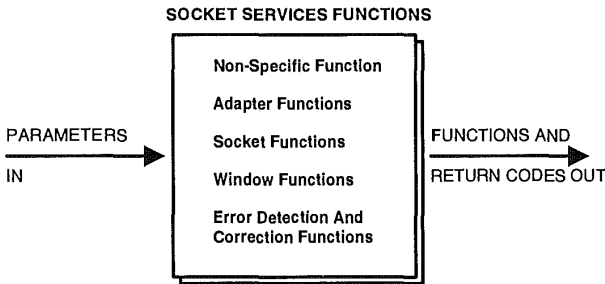 SOCKET SERVICES FUNCTIONS
Non-Specific Function
Adapter Functions
PARAMETERS
IN
Socket Functions
Window Functions
Error Detection And
Correction Functions
FUNCTIONS AND
RETURN CODES OUT